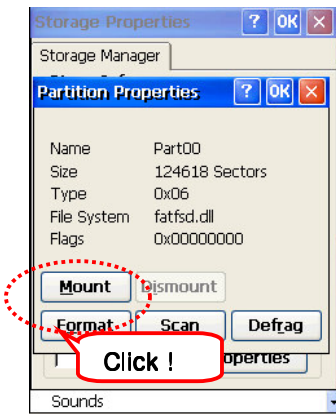 Storage Properties ? OK ×
Storage Manager
Partition Properties ? OK ×
Name Part00
Size 124618 Sectors
Type 0x06
File System fatfsd.dll
Flags 0x00000000
Mount Dismount
Format Scan Defrag
Click !
Sounds